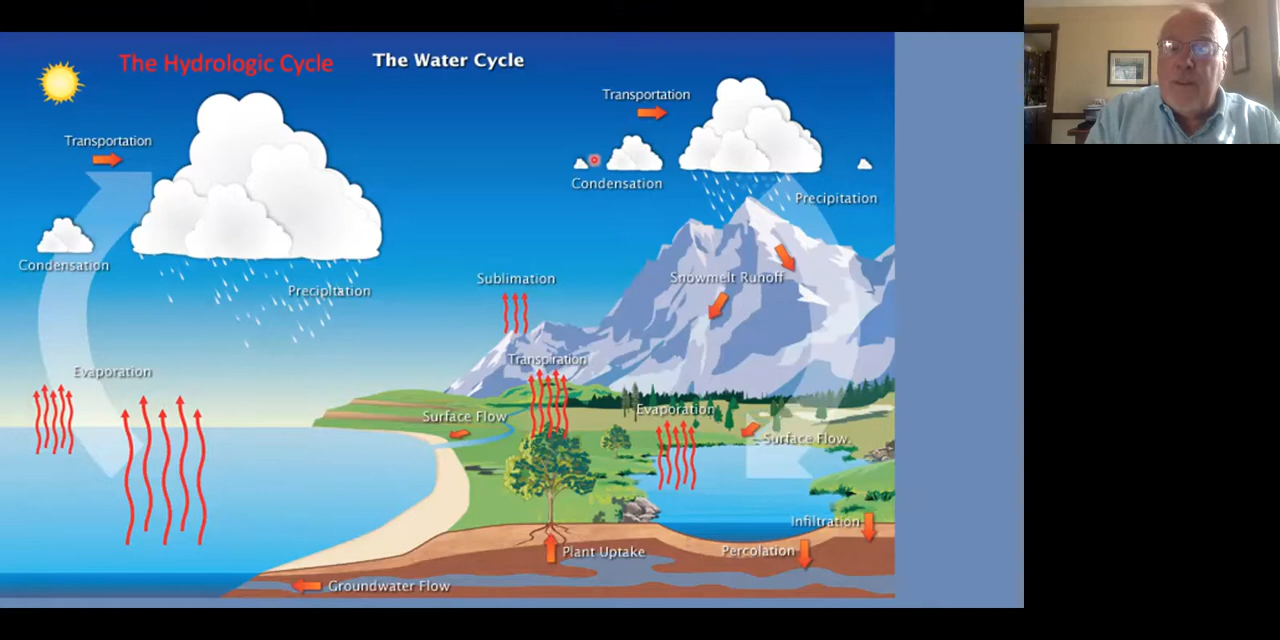 The Hydrologic Cycle
The Water Cycle
Transportation
Transportation
Condensation
Precipitation
Condensation
Precipitation
Sublimation
Snowmelt Runoff
Transpiration
Evaporation
Evaporation
Surface Flow
Surface Flow
Infiltration
Plant Uptake
Percolation
Groundwater Flow